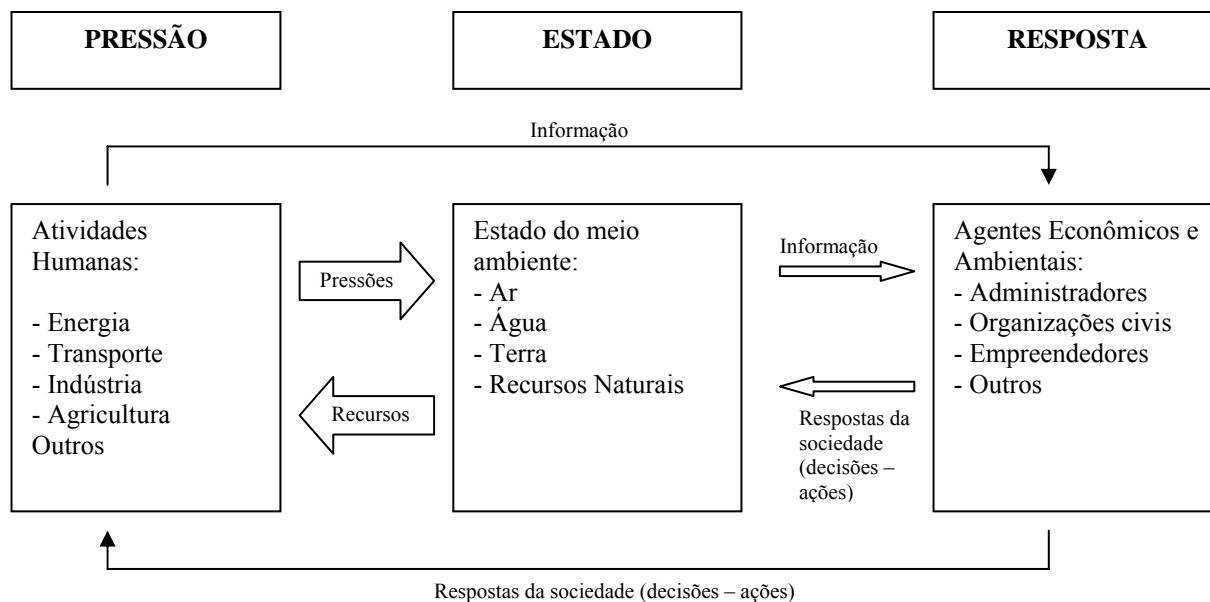 PRESSÃO
ESTADO
RESPOSTA
Informação
Atividades
Humanas:
- Energia
- Transporte
- Indústria
- Agricultura
Outros
Pressões
Recursos
Estado do meio
ambiente:
- Ar
- Água
- Terra
- Recursos Naturais
Informação
Respostas da
sociedade
(decisões –
ações)
Agentes Econômicos e
Ambientais:
- Administradores
- Organizações civis
- Empreendedores
- Outros
Respostas da sociedade (decisões – ações)